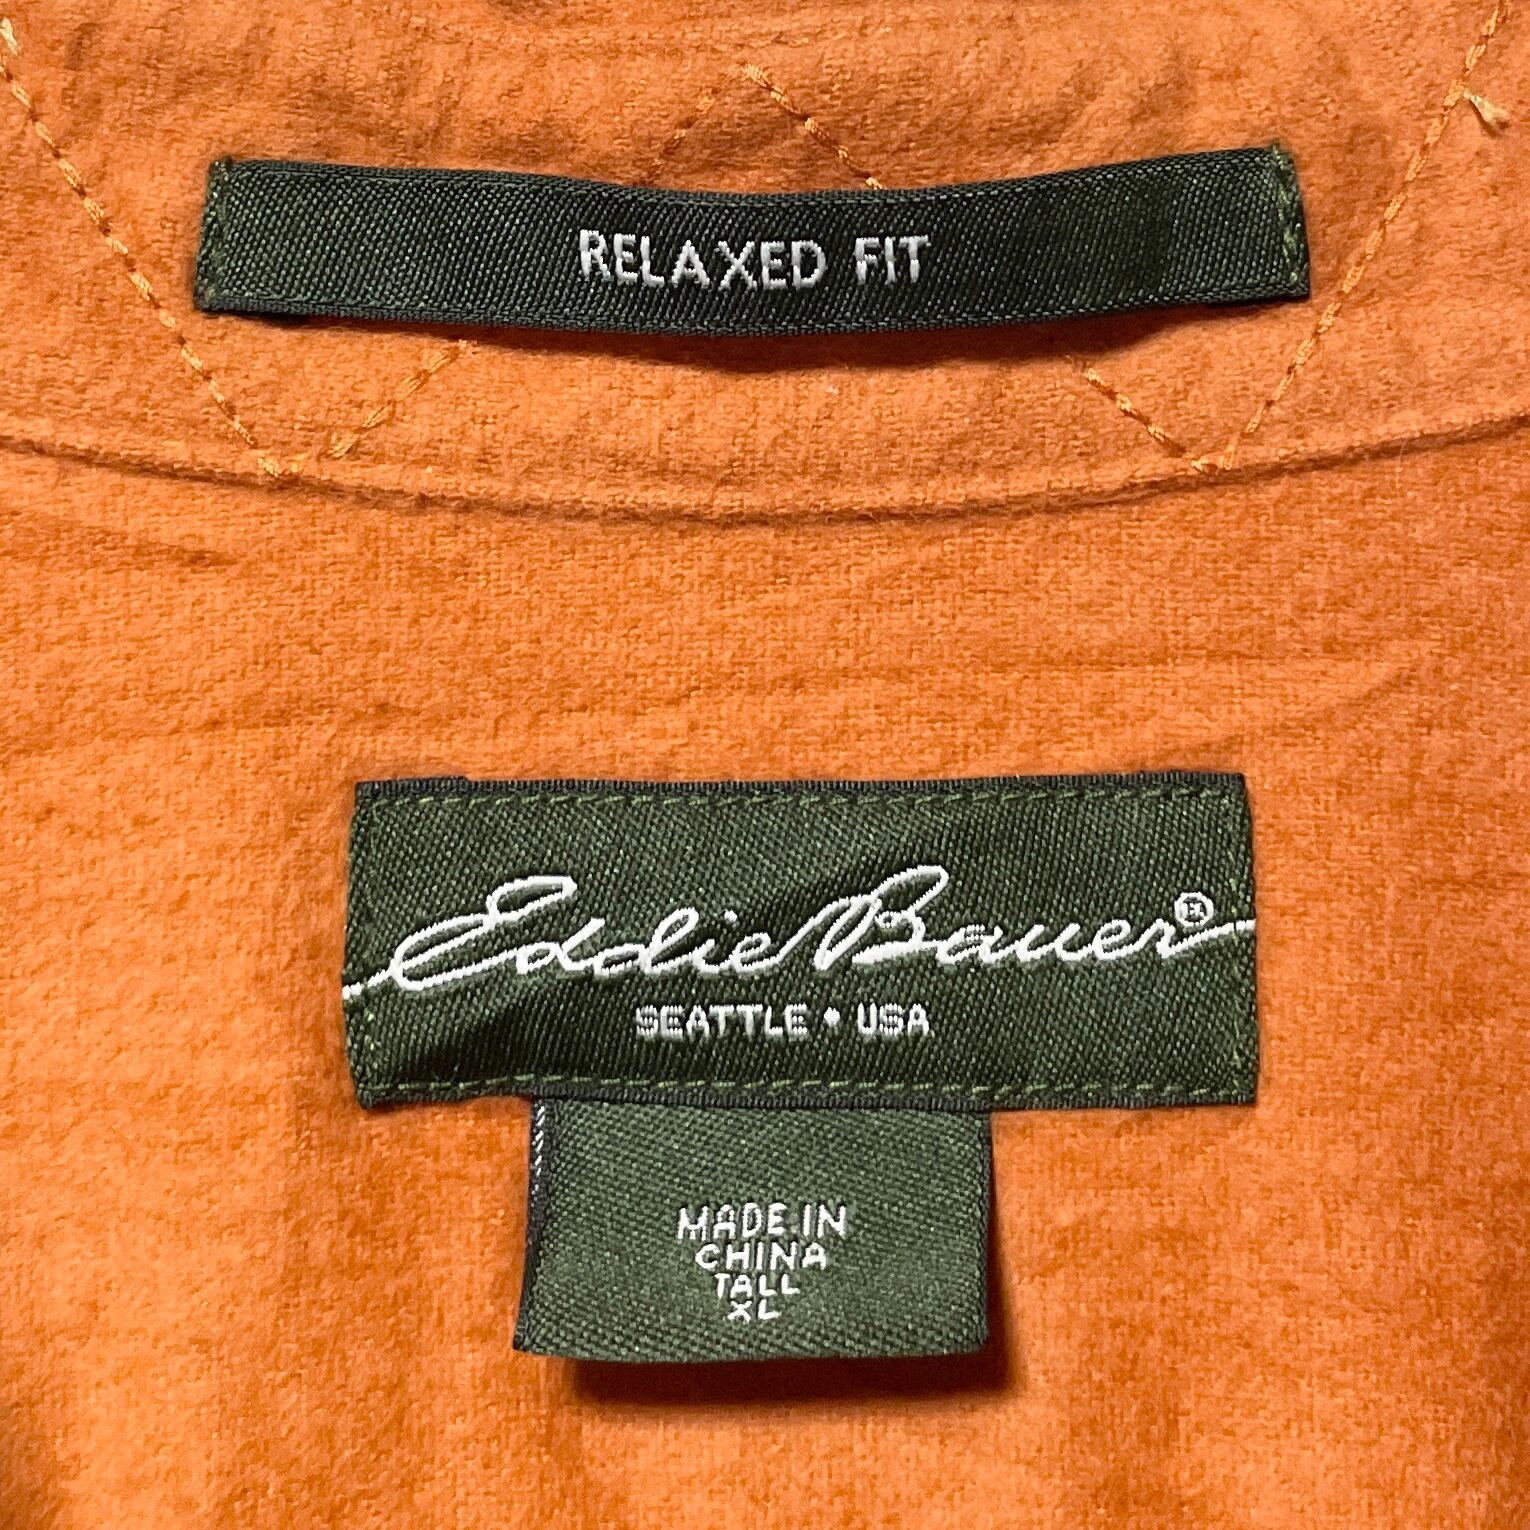 RELAXED FIT
Eddie Bauer®
SEATTLE • USA
MADE IN
CHINA
TALL
XL